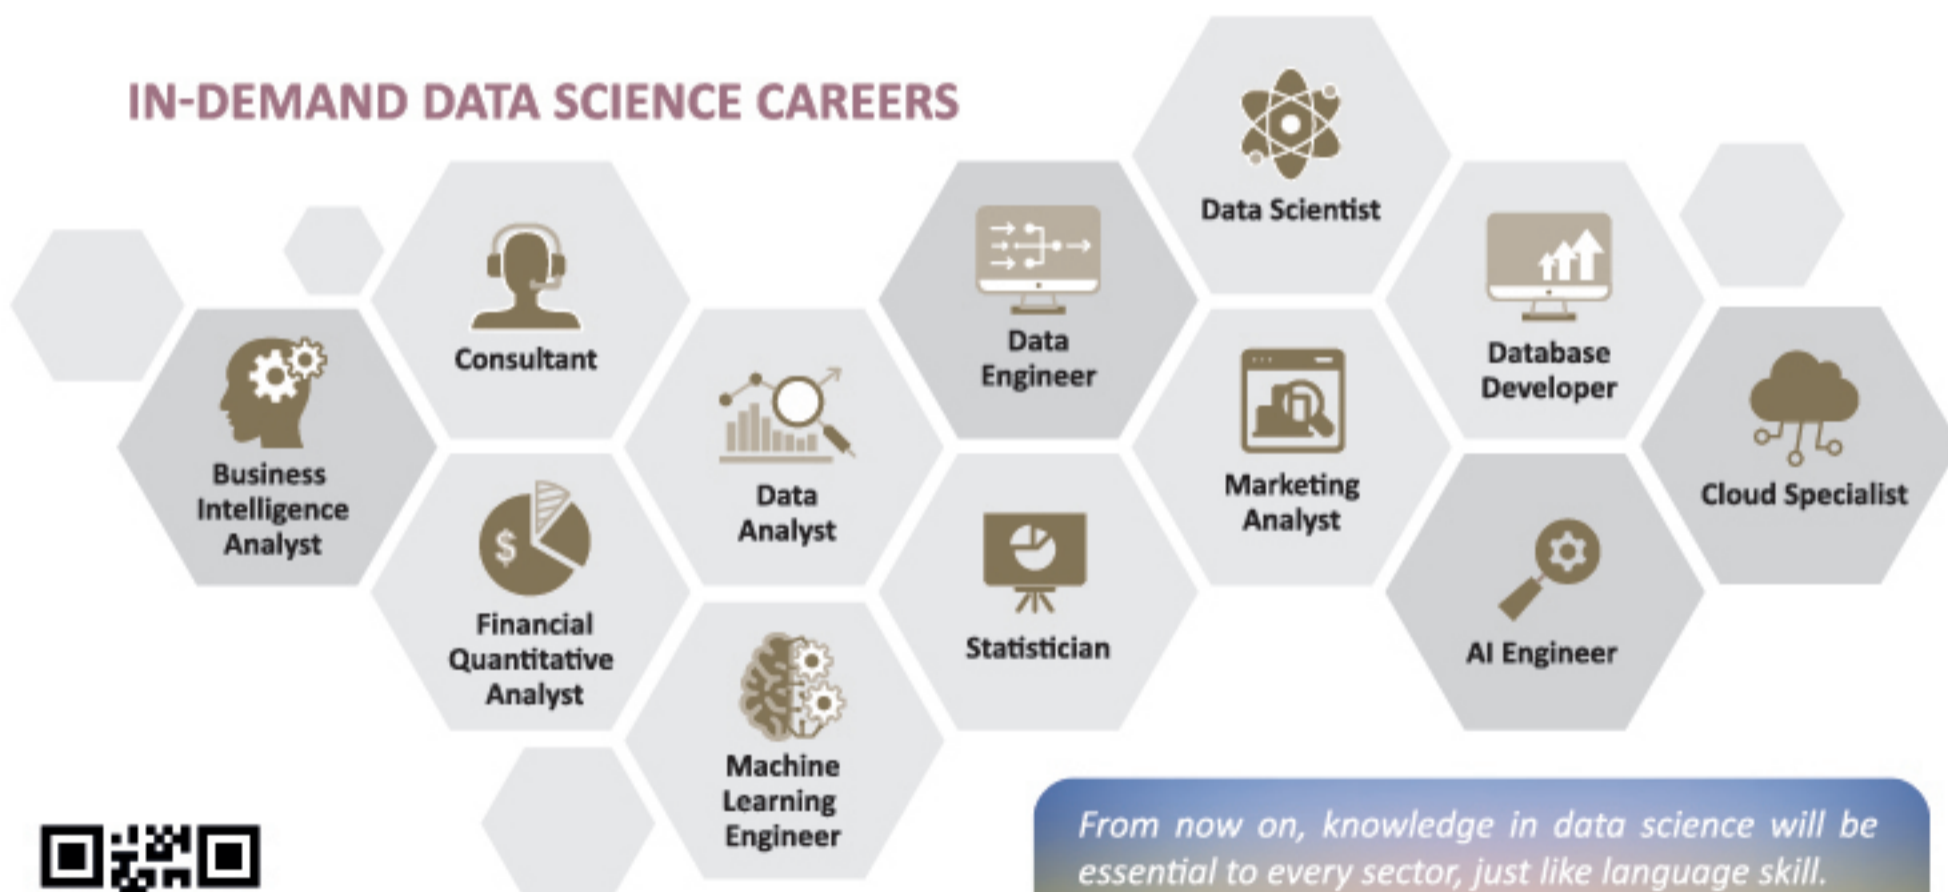 IN-DEMAND DATA SCIENCE CAREERS
Data Scientist
Consultant
Data
Engineer
Database
Developer
Business
Intelligence
Analyst
Data
Analyst
Marketing
Analyst
Cloud Specialist
$
Financial
Quantitative
Analyst
Statistician
AI Engineer
Machine
Learning
Engineer
From now on, knowledge in data science will be
essential to every sector, just like language skill.